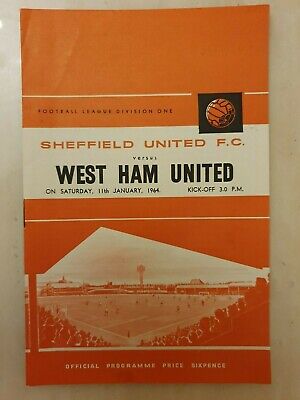 FOOTBALL LEAGUE DIVISION ONE
SHEFFIELD UNITED F.C.
versus
WEST HAM UNITED
ON SATURDAY, 11th JANUARY, 1964. KICK-OFF 3.0 P.M.
OFFICIAL PROGRAMME PRICE SIXPENCE